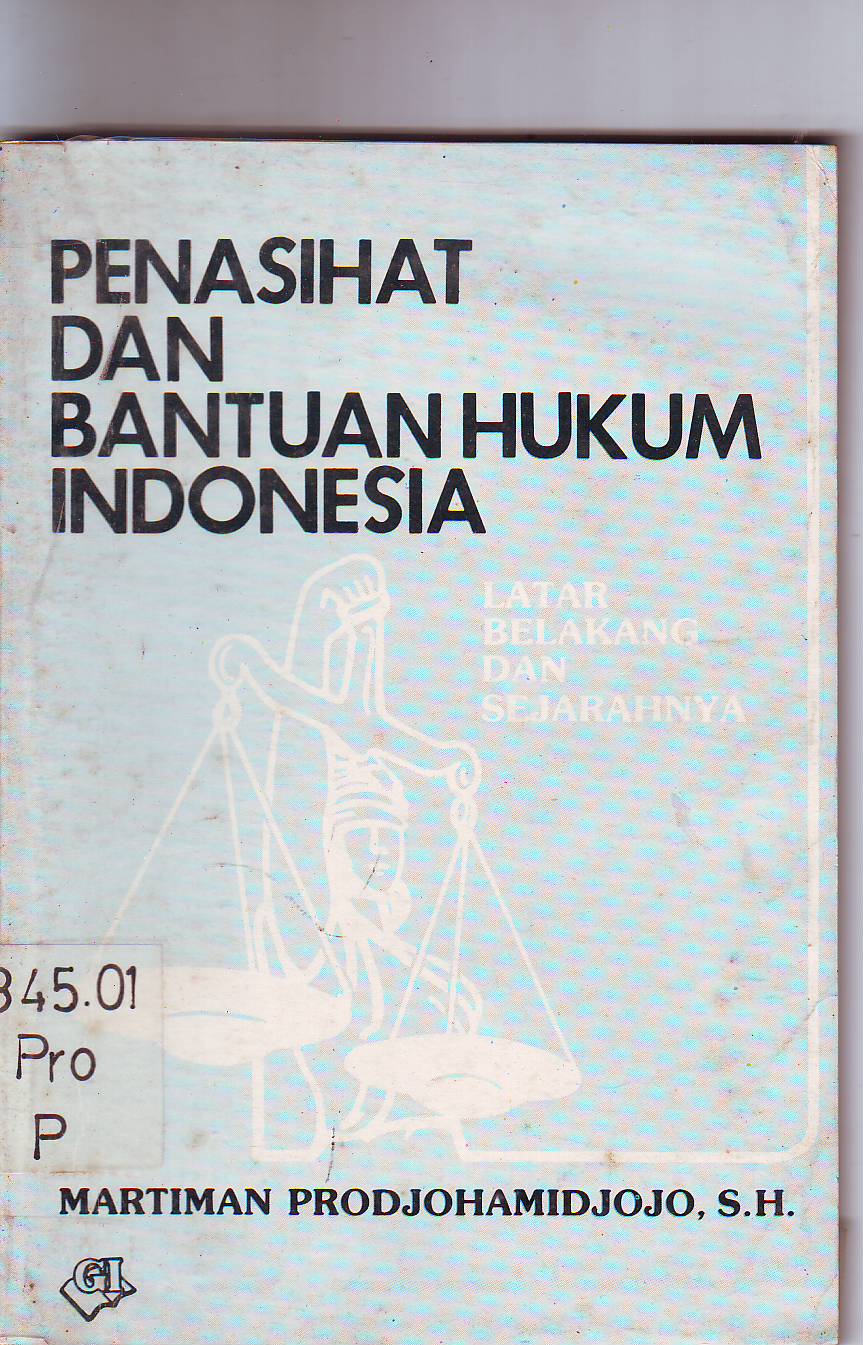 PENASIHAT
DAN
BANTUAN HUKUM
INDONESIA
LATAR
BELAKANG
DAN
SEJARAHNYA
345.01
Pro
P
MARTIMAN PRODJOHAMIDJOJO, S.H.
GI